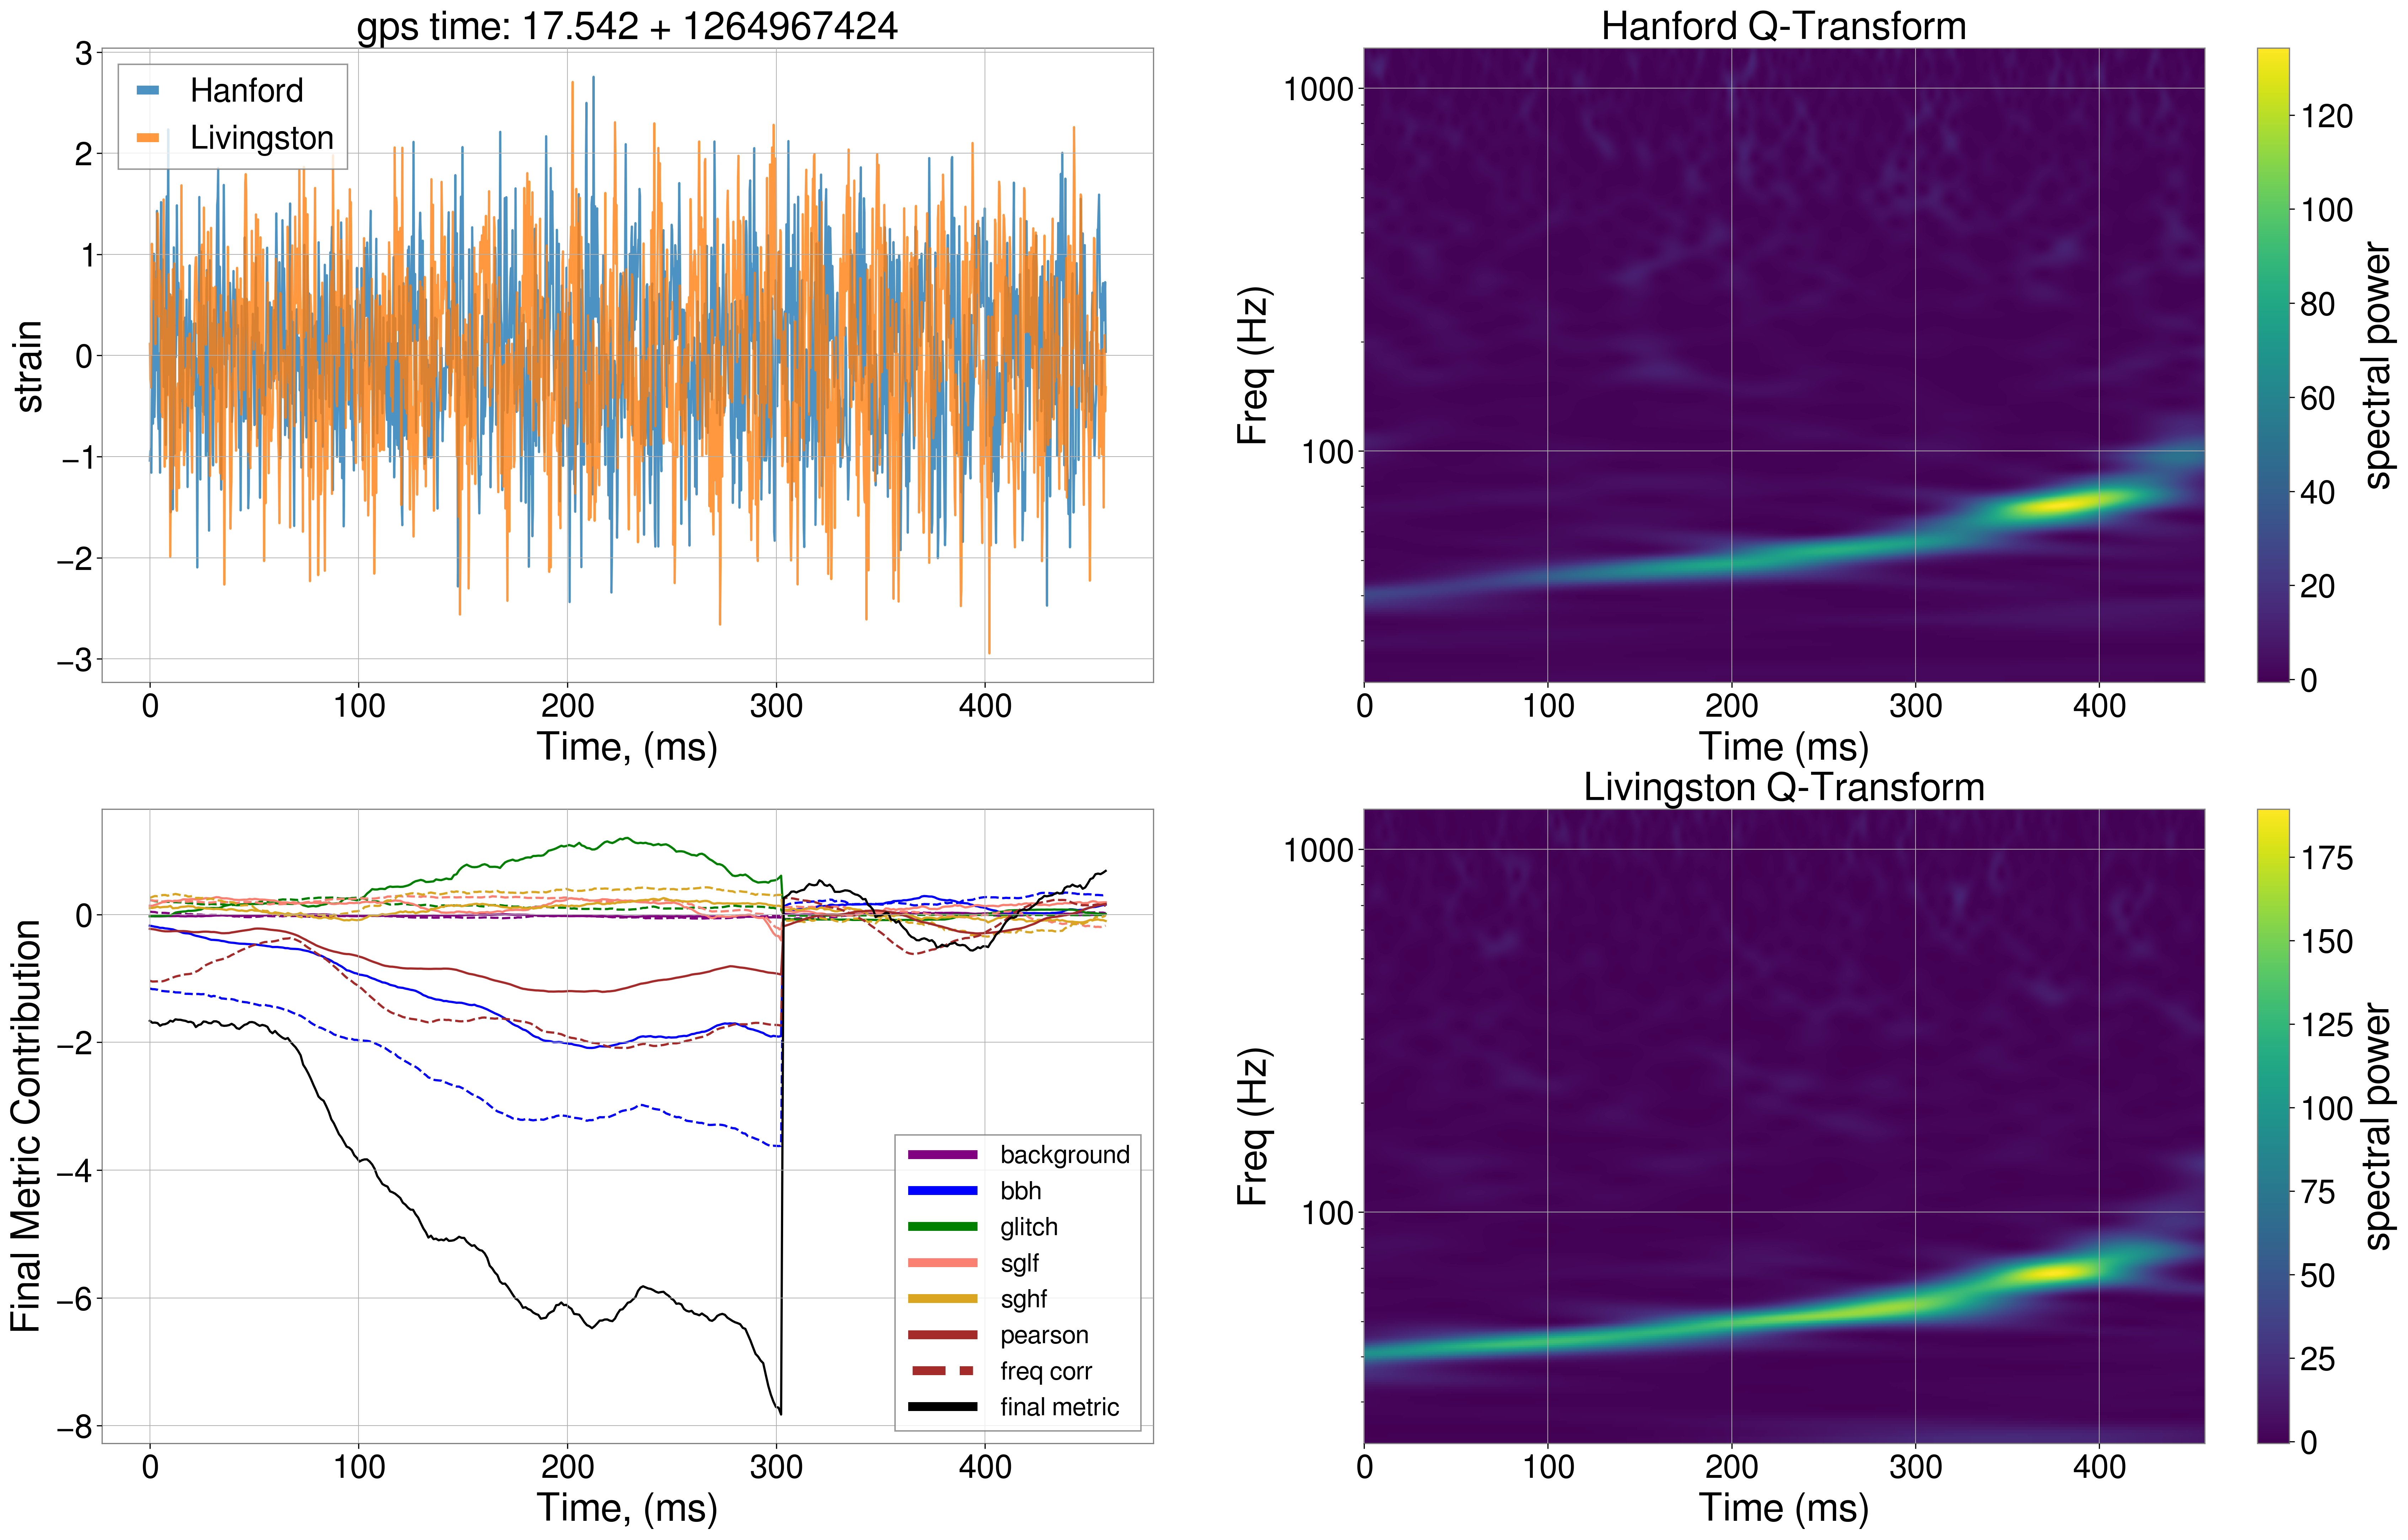 gps time: 17.542 + 1264967424
3
2
1
0
−1
−2
−3
strain
Hanford
Livingston
0
100
200
300
400
Time, (ms)
Hanford Q-Transform
1000
100
Freq (Hz)
0
100
200
300
400
Time (ms)
120
100
80
60
40
20
0
spectral power
0
−2
−4
−6
−8
Final Metric Contribution
background
bbh
glitch
sglf
sghf
pearson
freq corr
final metric
0
100
200
300
400
Time, (ms)
Livingston Q-Transform
1000
100
Freq (Hz)
0
100
200
300
400
Time (ms)
175
150
125
100
75
50
25
0
spectral power